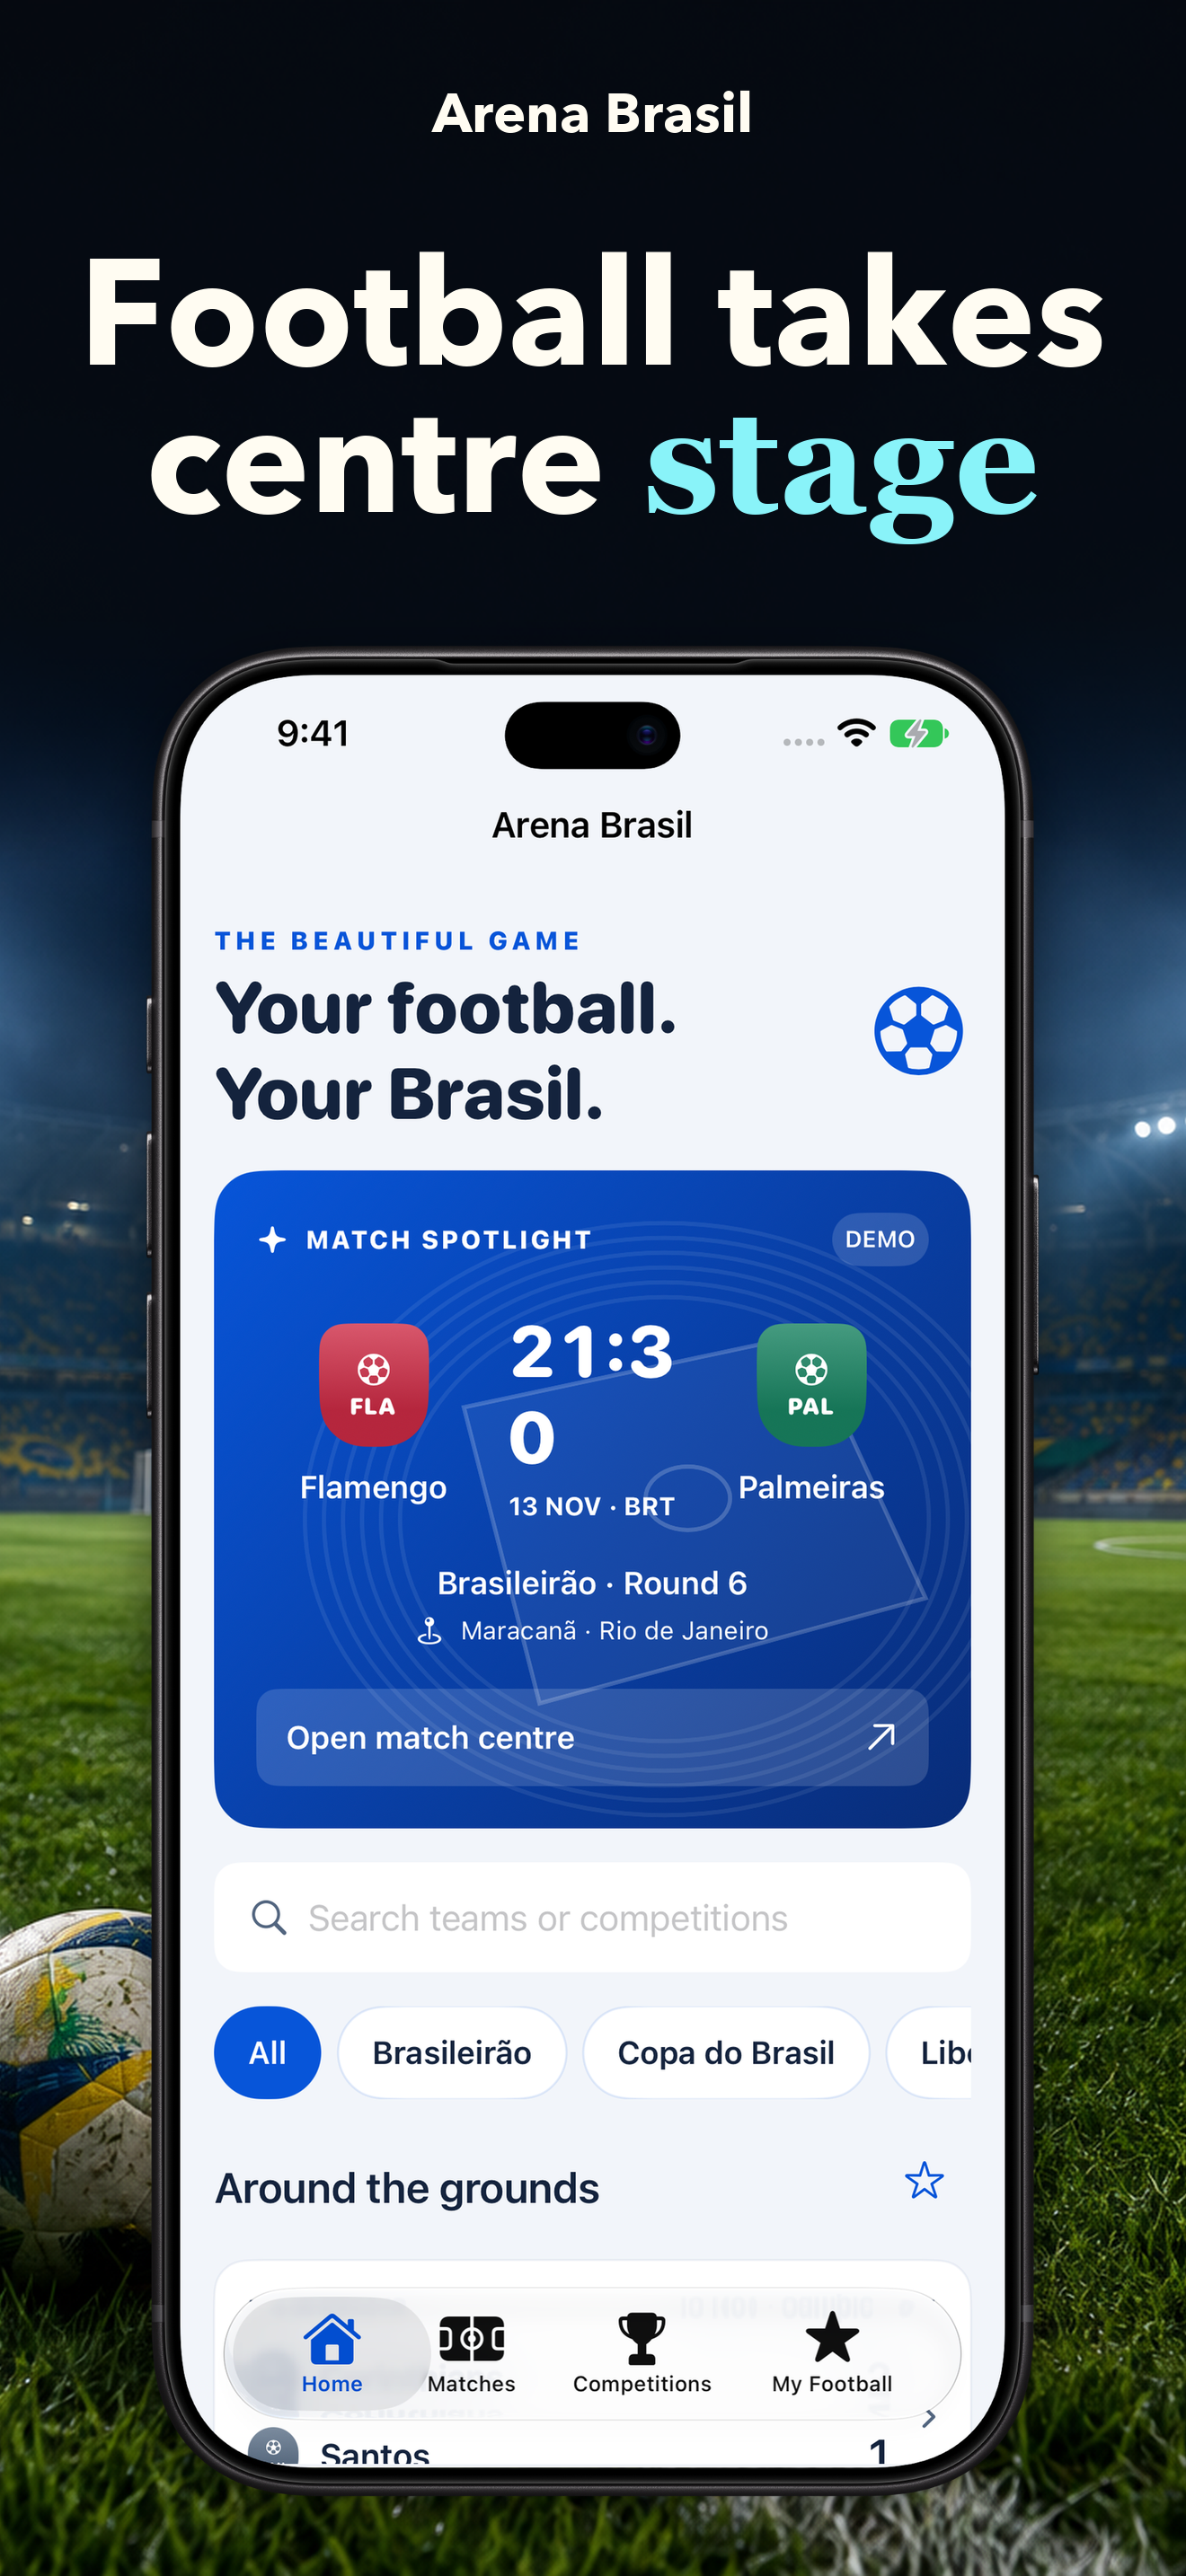 Arena Brasil
Football takes
centre stage
9:41
Arena Brasil
THE BEAUTIFUL GAME
Your football.
Your Brasil.
MATCH SPOTLIGHT
DEMO
21:3
0
FLA
PAL
Flamengo
Palmeiras
13 NOV · BRT
Brasileirão · Round 6
Maracanã · Rio de Janeiro
Open match centre
Search teams or competitions
All
Brasileirão
Copa do Brasil
Around the grounds
Home
Matches
Competitions
My Football
Santos
1